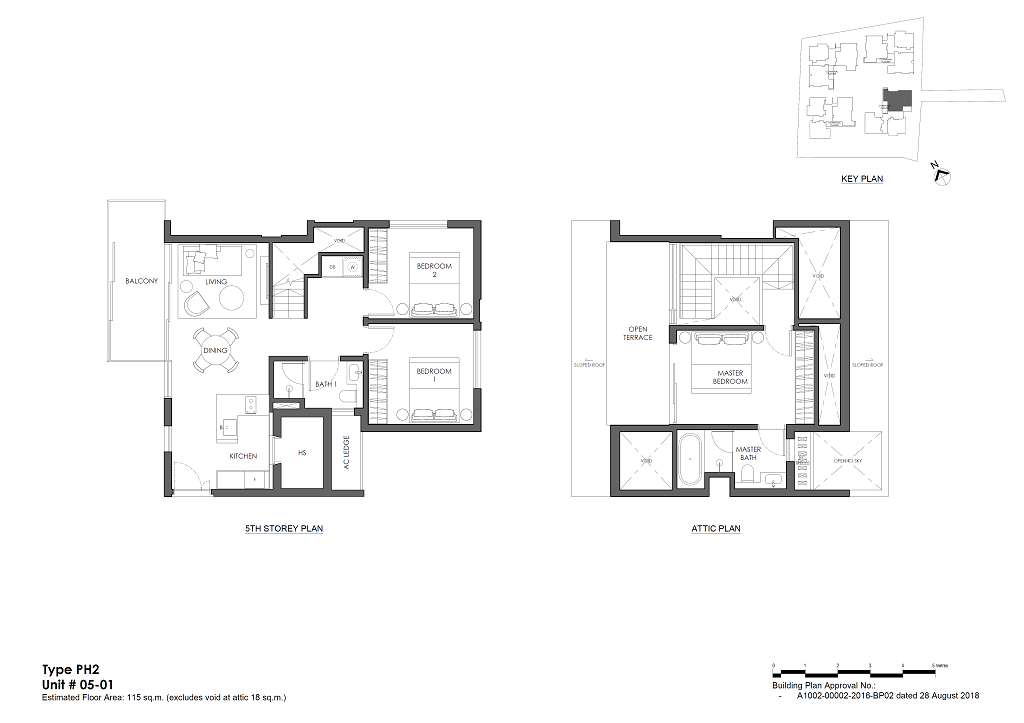 N
KEY PLAN
VOID
DB
W
BALCONY
LIVING
BEDROOM
2
DINING
BEDROOM
1
BATH 1
KITCHEN
HS
AC LEDGE
F
5TH STOREY PLAN
VOID
VOID
OPEN
TERRACE
SLOPED ROOF
SLOPED ROOF
MASTER
BEDROOM
VOID
VOID
MASTER
BATH
OPEN TO SKY
ATTIC PLAN
Type PH2
Unit # 05-01
Estimated Floor Area: 115 sq.m. (excludes void at attic 18 sq.m.)
0 1 2 3 4 5 metres
Building Plan Approval No.:
- A1002-00002-2016-BP02 dated 28 August 2018